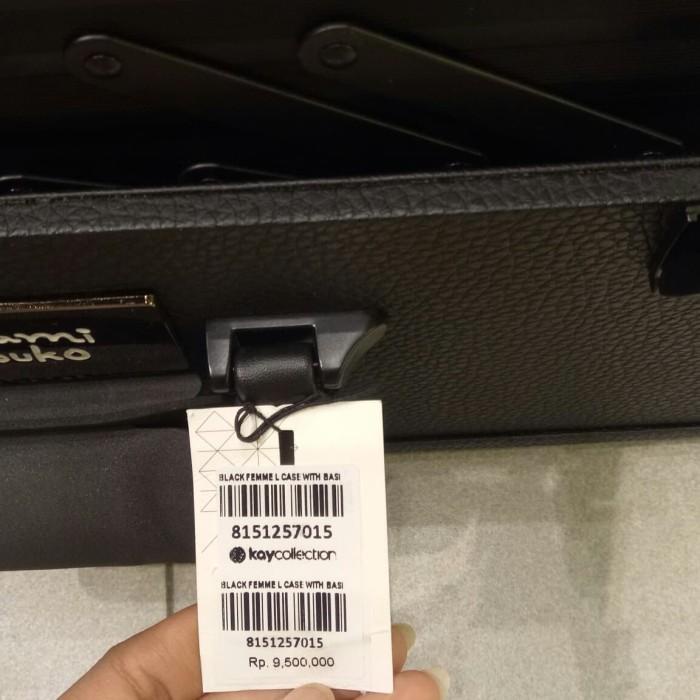 BLACK FEMME L CASE WITH BASI
8151257015
kaycollection
BLACK FEMME L CASE WITH BASI
8151257015
Rp. 9,500,000